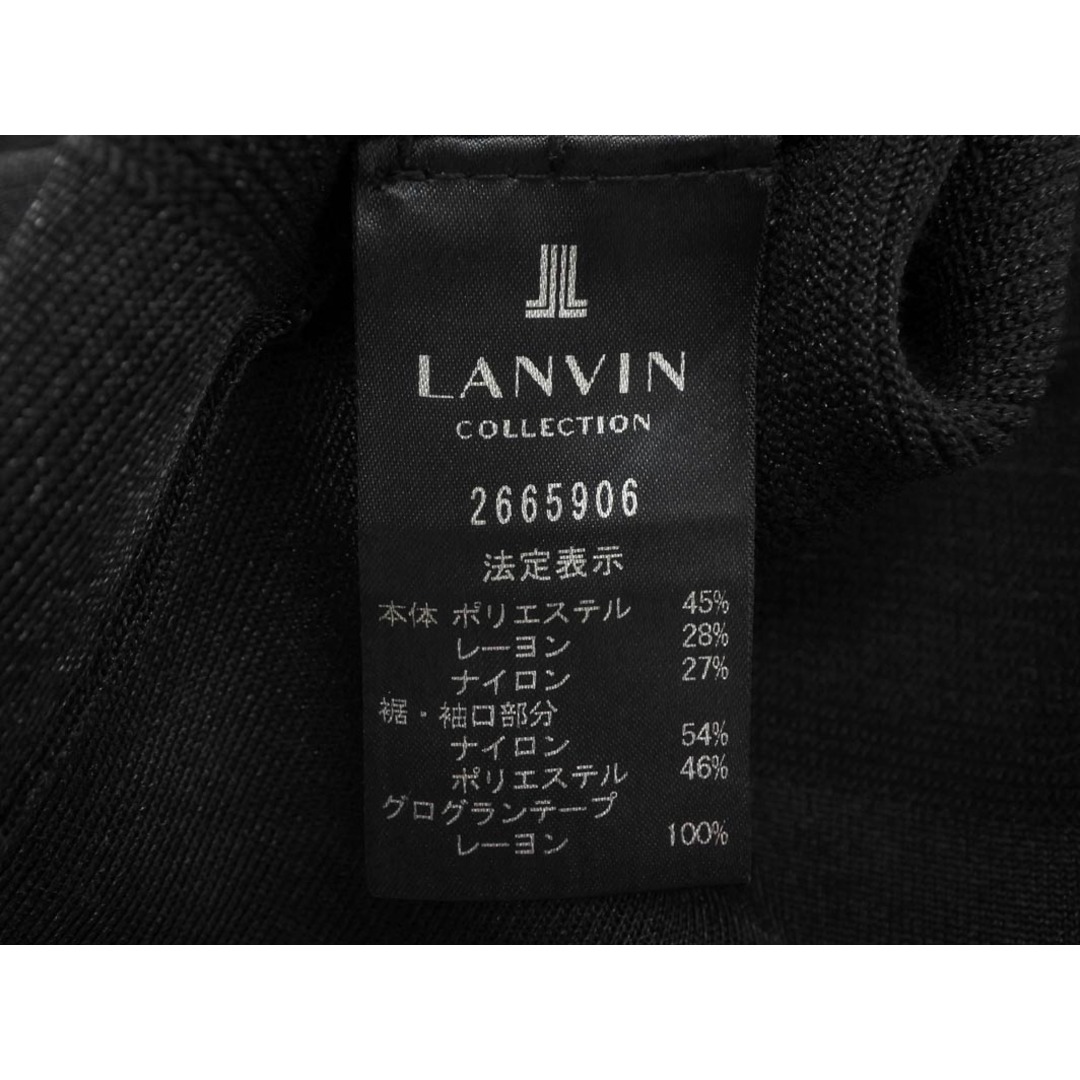 LANVIN
COLLECTION
2665906
法定表示
本体 ポリエステル 45%
レーヨン 28%
ナイロン 27%
裾・袖口部分
ナイロン 54%
ポリエステル 46%
グログランテープ
レーヨン 100%